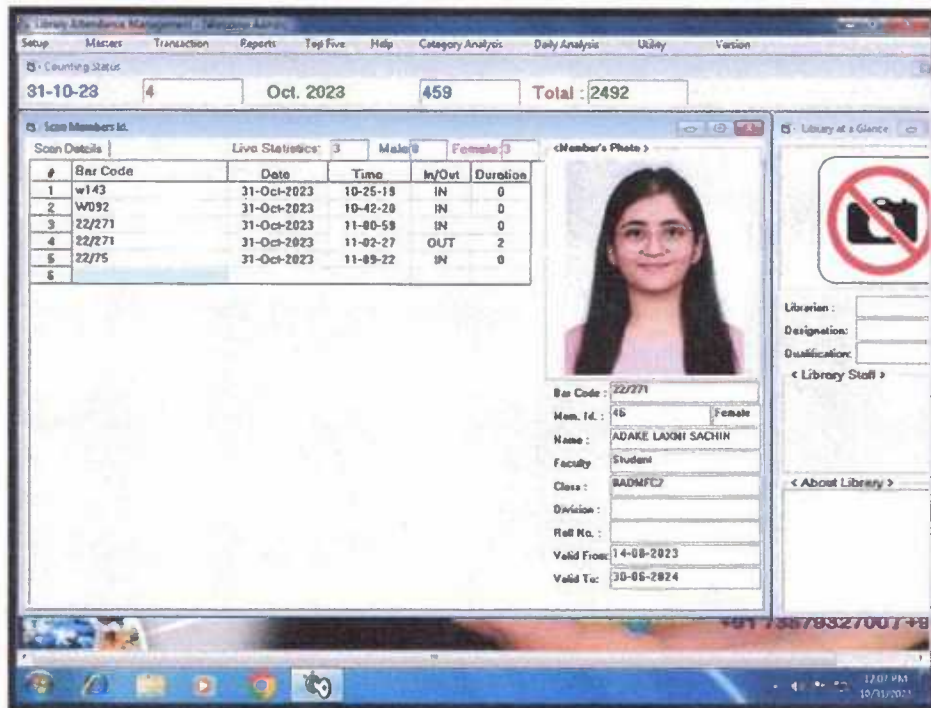 Library Attendance Management - [Welcome Admin]
Setup Masters Transaction Reports Top Five Help Category Analysis Daily Analysis Utility Version
Counting Status
31-10-23 4 Oct. 2023 459 Total : 2492
Scan Members Id.
Scan Details Live Statistics: 3 Male: 0 Female: 3
# Bar Code Date Time In/Out Duration
1 w143 31-Oct-2023 10-25-19 IN 0
2 W092 31-Oct-2023 10-42-20 IN 0
3 22/271 31-Oct-2023 11-00-59 IN 0
4 22/271 31-Oct-2023 11-02-27 OUT 2
5 22/75 31-Oct-2023 11-09-22 IN 0
6
<Member's Photo>
Bar Code : 22/271
Mem. Id. : 46 Female
Name : ADAKE LAXMI SACHIN
Faculty Student
Class : BADMFC2
Division :
Roll No. :
Valid From: 14-08-2023
Valid To: 30-06-2024
Library at a Glance
Librarian :
Designation:
Qualification:
< Library Staff >
< About Library >
12:07 PM